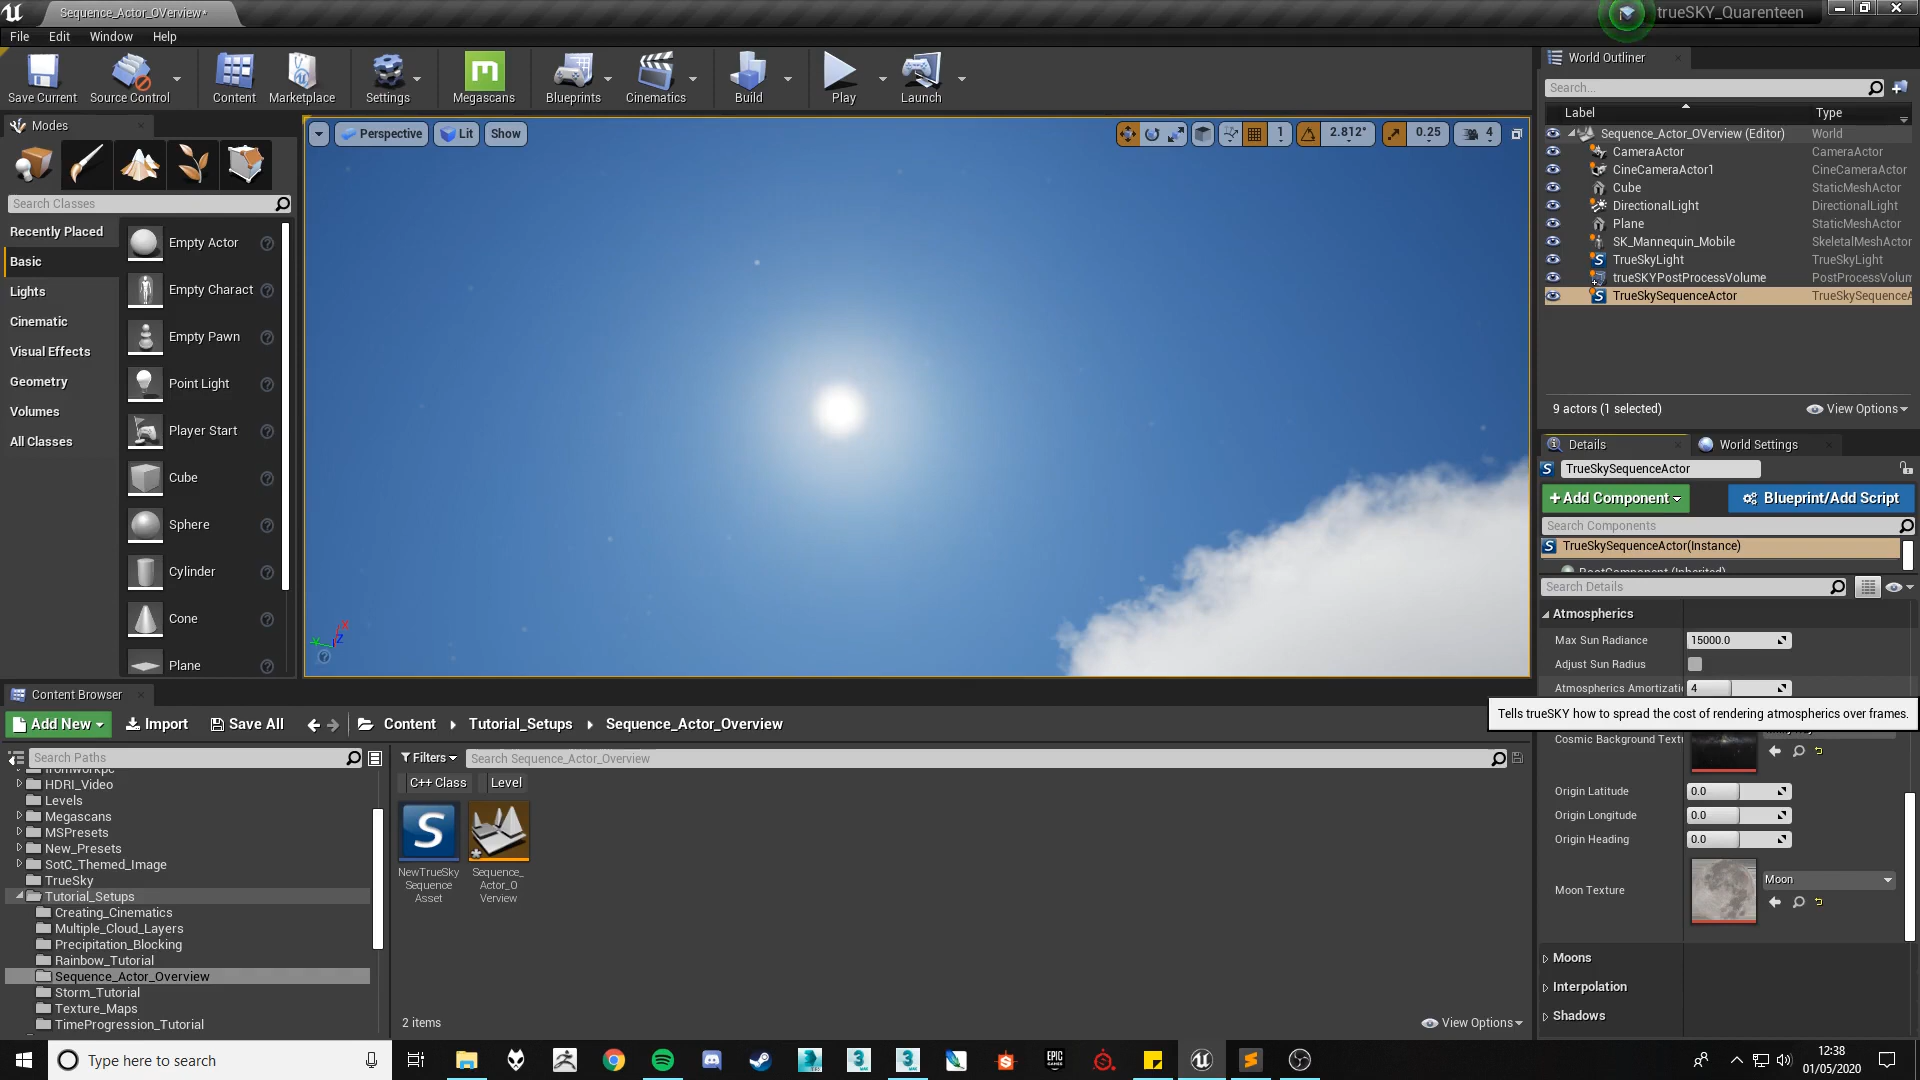 Sequence_Actor_OVerview*
trueSKY_Quarenteen
File Edit Window Help
Save Current
Source Control
Content
Marketplace
Settings
Megascans
Blueprints
Cinematics
Build
Play
Launch
Modes
Search Classes
Recently Placed
Basic
Lights
Cinematic
Visual Effects
Geometry
Volumes
All Classes
Empty Actor
Empty Charact
Empty Pawn
Point Light
Player Start
Cube
Sphere
Cylinder
Cone
Plane
Perspective
Lit
Show
1
2.812°
0.25
4
X
Y
Z
World Outliner
Search...
Label Type
Sequence_Actor_OVerview (Editor) World
CameraActor CameraActor
CineCameraActor1 CineCameraActor
Cube StaticMeshActor
DirectionalLight DirectionalLight
Plane StaticMeshActor
SK_Mannequin_Mobile SkeletalMeshActor
TrueSkyLight TrueSkyLight
trueSKYPostProcessVolume PostProcessVolum
TrueSkySequenceActor TrueSkySequenceA
9 actors (1 selected)
View Options
Details
World Settings
TrueSkySequenceActor
+Add Component
Blueprint/Add Script
Search Components
TrueSkySequenceActor(Instance)
RootComponent (Inherited)
Search Details
Atmospherics
Max Sun Radiance 15000.0
Adjust Sun Radius
Atmospherics Amortizati 4
Tells trueSKY how to spread the cost of rendering atmospherics over frames.
Cosmic Background Textu
Origin Latitude 0.0
Origin Longitude 0.0
Origin Heading 0.0
Moon Texture
Moon
Moons
Interpolation
Shadows
Content Browser
Add New
Import
Save All
Content
Tutorial_Setups
Sequence_Actor_Overview
Search Paths
Filters
Search Sequence_Actor_Overview
C++ Class
Level
HDRI_Video
Levels
Megascans
MSPresets
New_Presets
SotC_Themed_Image
TrueSky
Tutorial_Setups
Creating_Cinematics
Multiple_Cloud_Layers
Precipitation_Blocking
Rainbow_Tutorial
Sequence_Actor_Overview
Storm_Tutorial
Texture_Maps
TimeProgression_Tutorial
NewTrueSky
Sequence
Asset
Sequence_
Actor_O
Verview
2 items
View Options
Type here to search
EPIC
GAMES
12:38
01/05/2020